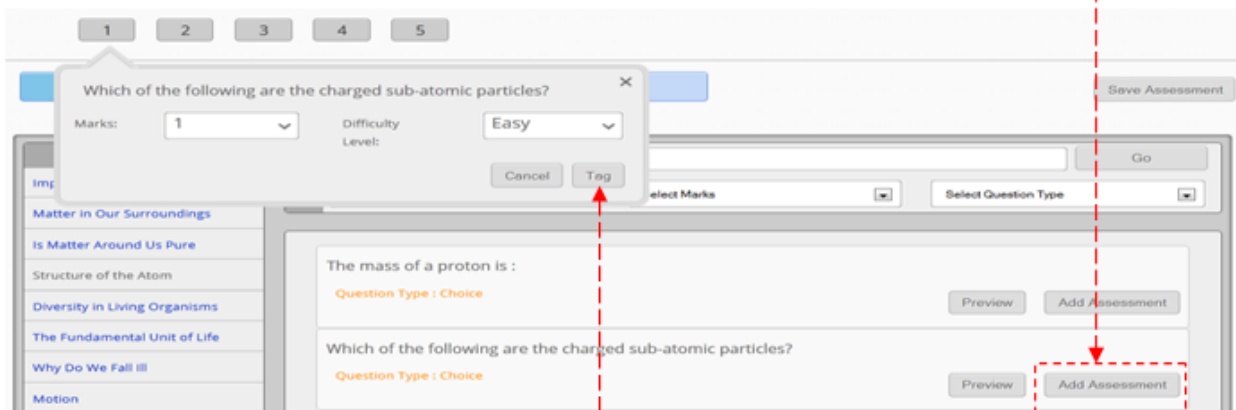 1 2 3 4 5
Which of the following are the charged sub-atomic particles? ×
Save Assessment
Marks: 1 Difficulty Level: Easy
Cancel Tag
Go
elect Marks Select Question Type
Matter in Our Surroundings
Is Matter Around Us Pure
Structure of the Atom
Diversity in Living Organisms
The Fundamental Unit of Life
Why Do We Fall Ill
Motion
The mass of a proton is :
Question Type : Choice
Preview Add Assessment
Which of the following are the charged sub-atomic particles?
Question Type : Choice
Preview Add Assessment